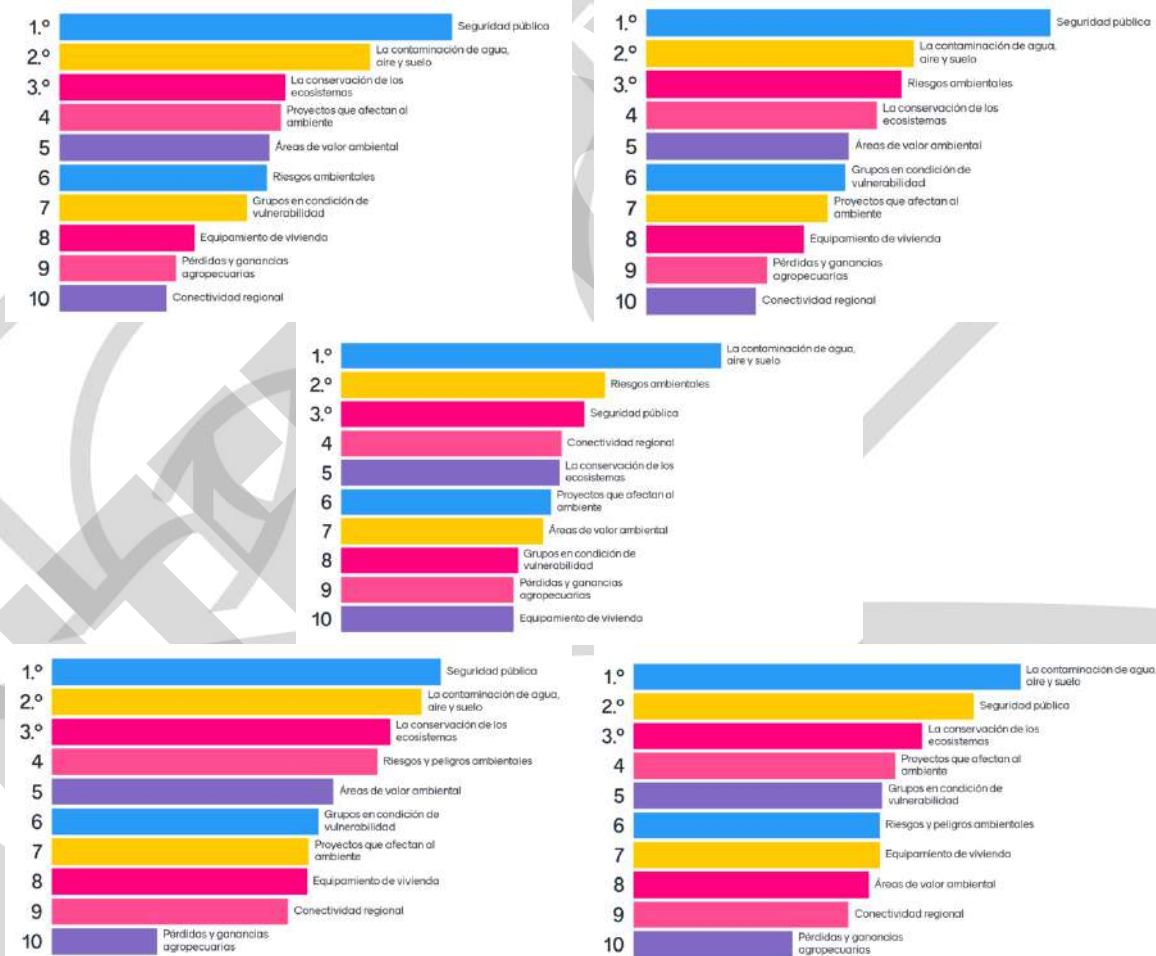 1.º Seguridad pública
2.º La contaminación de agua,
aire y suelo
3.º La conservación de los
ecosistemas
4 Proyectos que afectan al
ambiente
5 Áreas de valor ambiental
6 Riesgos ambientales
7 Grupos en condición de
vulnerabilidad
8 Equipamiento de vivienda
9 Pérdidas y ganancias
agropecuarias
10 Conectividad regional
1.º Seguridad pública
2.º La contaminación de agua,
aire y suelo
3.º Riesgos ambientales
4 La conservación de los
ecosistemas
5 Áreas de valor ambiental
6 Grupos en condición de
vulnerabilidad
7 Proyectos que afectan al
ambiente
8 Equipamiento de vivienda
9 Pérdidas y ganancias
agropecuarias
10 Conectividad regional
1.º La contaminación de agua,
aire y suelo
2.º Riesgos ambientales
3.º Seguridad pública
4 Conectividad regional
5 La conservación de los
ecosistemas
6 Proyectos que afectan al
ambiente
7 Áreas de valor ambiental
8 Grupos en condición de
vulnerabilidad
9 Pérdidas y ganancias
agropecuarias
10 Equipamiento de vivienda
1.º Seguridad pública
2.º La contaminación de agua,
aire y suelo
3.º La conservación de los
ecosistemas
4 Riesgos y peligros ambientales
5 Áreas de valor ambiental
6 Grupos en condición de
vulnerabilidad
7 Proyectos que afectan al
ambiente
8 Equipamiento de vivienda
9 Conectividad regional
10 Pérdidas y ganancias
agropecuarias
1.º La contaminación de agua,
aire y suelo
2.º Seguridad pública
3.º La conservación de los
ecosistemas
4 Proyectos que afectan al
ambiente
5 Grupos en condición de
vulnerabilidad
6 Riesgos y peligros ambientales
7 Equipamiento de vivienda
8 Áreas de valor ambiental
9 Conectividad regional
10 Pérdidas y ganancias
agropecuarias